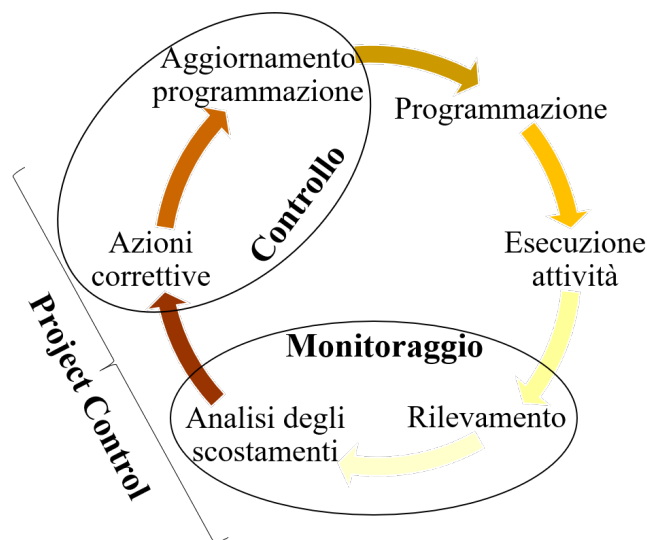 Aggiornamento
programmazione
Programmazione
Controllo
Azioni
correttive
Esecuzione
attività
Project Control
Monitoraggio
Analisi degli
scostamenti
Rilevamento